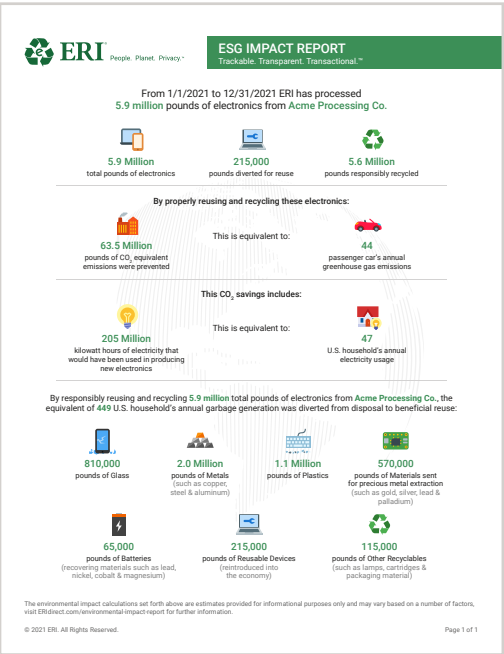 ERI
People. Planet. Privacy.
ESG IMPACT REPORT
Trackable. Transparent. Transactional.™
From 1/1/2021 to 12/31/2021 ERI has processed
5.9 million pounds of electronics from Acme Processing Co.
5.9 Million
total pounds of electronics
215,000
pounds diverted for reuse
5.6 Million
pounds responsibly recycled
By properly reusing and recycling these electronics:
63.5 Million
pounds of CO₂ equivalent
emissions were prevented
This is equivalent to:
44
passenger car's annual
greenhouse gas emissions
This CO₂ savings includes:
205 Million
kilowatt hours of electricity that
would have been used in producing
new electronics
This is equivalent to:
47
U.S. household's annual
electricity usage
By responsibly reusing and recycling 5.9 million total pounds of electronics from Acme Processing Co., the
equivalent of 449 U.S. household's annual garbage generation was diverted from disposal to beneficial reuse:
810,000
pounds of Glass
2.0 Million
pounds of Metals
(such as copper,
steel & aluminum)
1.1 Million
pounds of Plastics
570,000
pounds of Materials sent
for precious metal extraction
(such as gold, silver, lead &
palladium)
65,000
pounds of Batteries
(recovering materials such as lead,
nickel, cobalt & magnesium)
215,000
pounds of Reusable Devices
(reintroduced into
the economy)
115,000
pounds of Other Recyclables
(such as lamps, cartridges &
packaging material)
The environmental impact calculations set forth above are estimates provided for informational purposes only and may vary based on a number of factors,
visit ERIdirect.com/environmental-impact-report for further information.
© 2021 ERI. All Rights Reserved.
Page 1 of 1